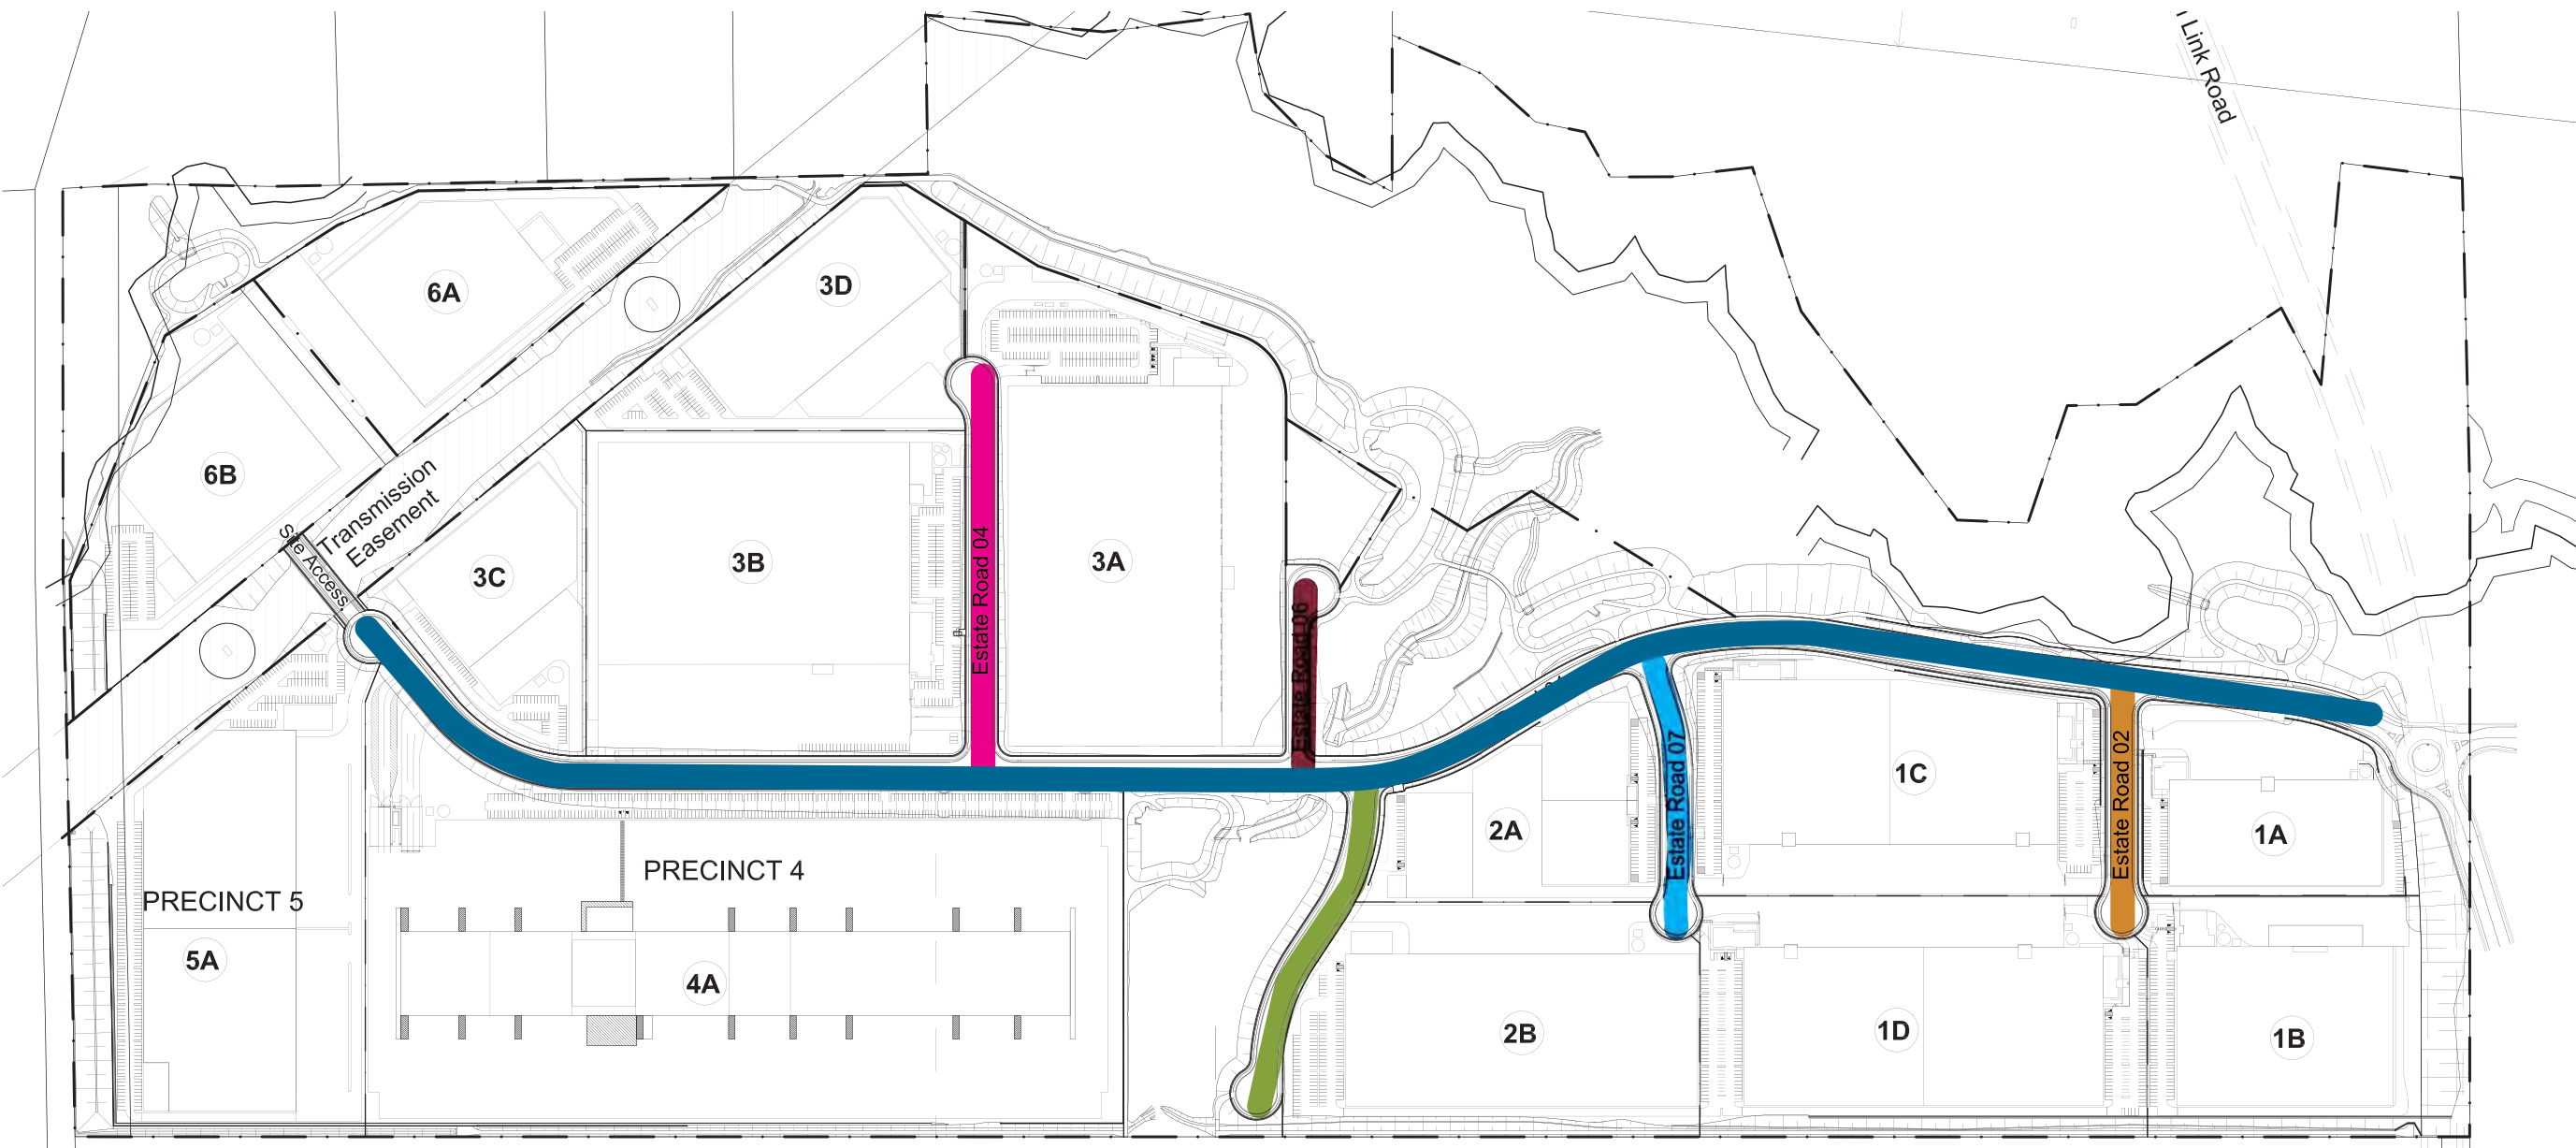 n Link Road
6A
3D
6B
Transmission
Easement
Site Access
3C
3B
Estate Road 04
3A
Estate Road 06
Estate Road 07
1C
Estate Road 02
2A
1A
PRECINCT 4
PRECINCT 5
5A
4A
2B
1D
1B